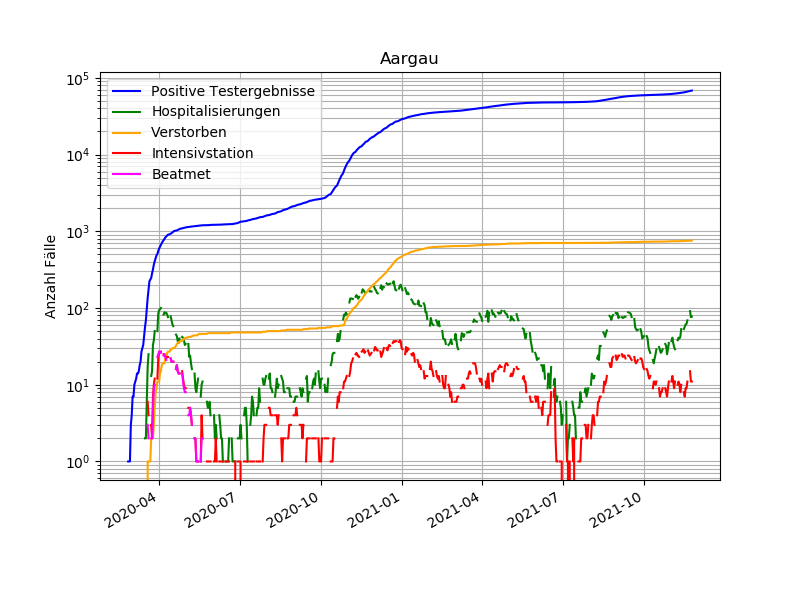 Aargau
Anzahl Fälle
10^5
10^4
10^3
10^2
10^1
10^0
Positive Testergebnisse
Hospitalisierungen
Verstorben
Intensivstation
Beatmet
2020-04
2020-07
2020-10
2021-01
2021-04
2021-07
2021-10